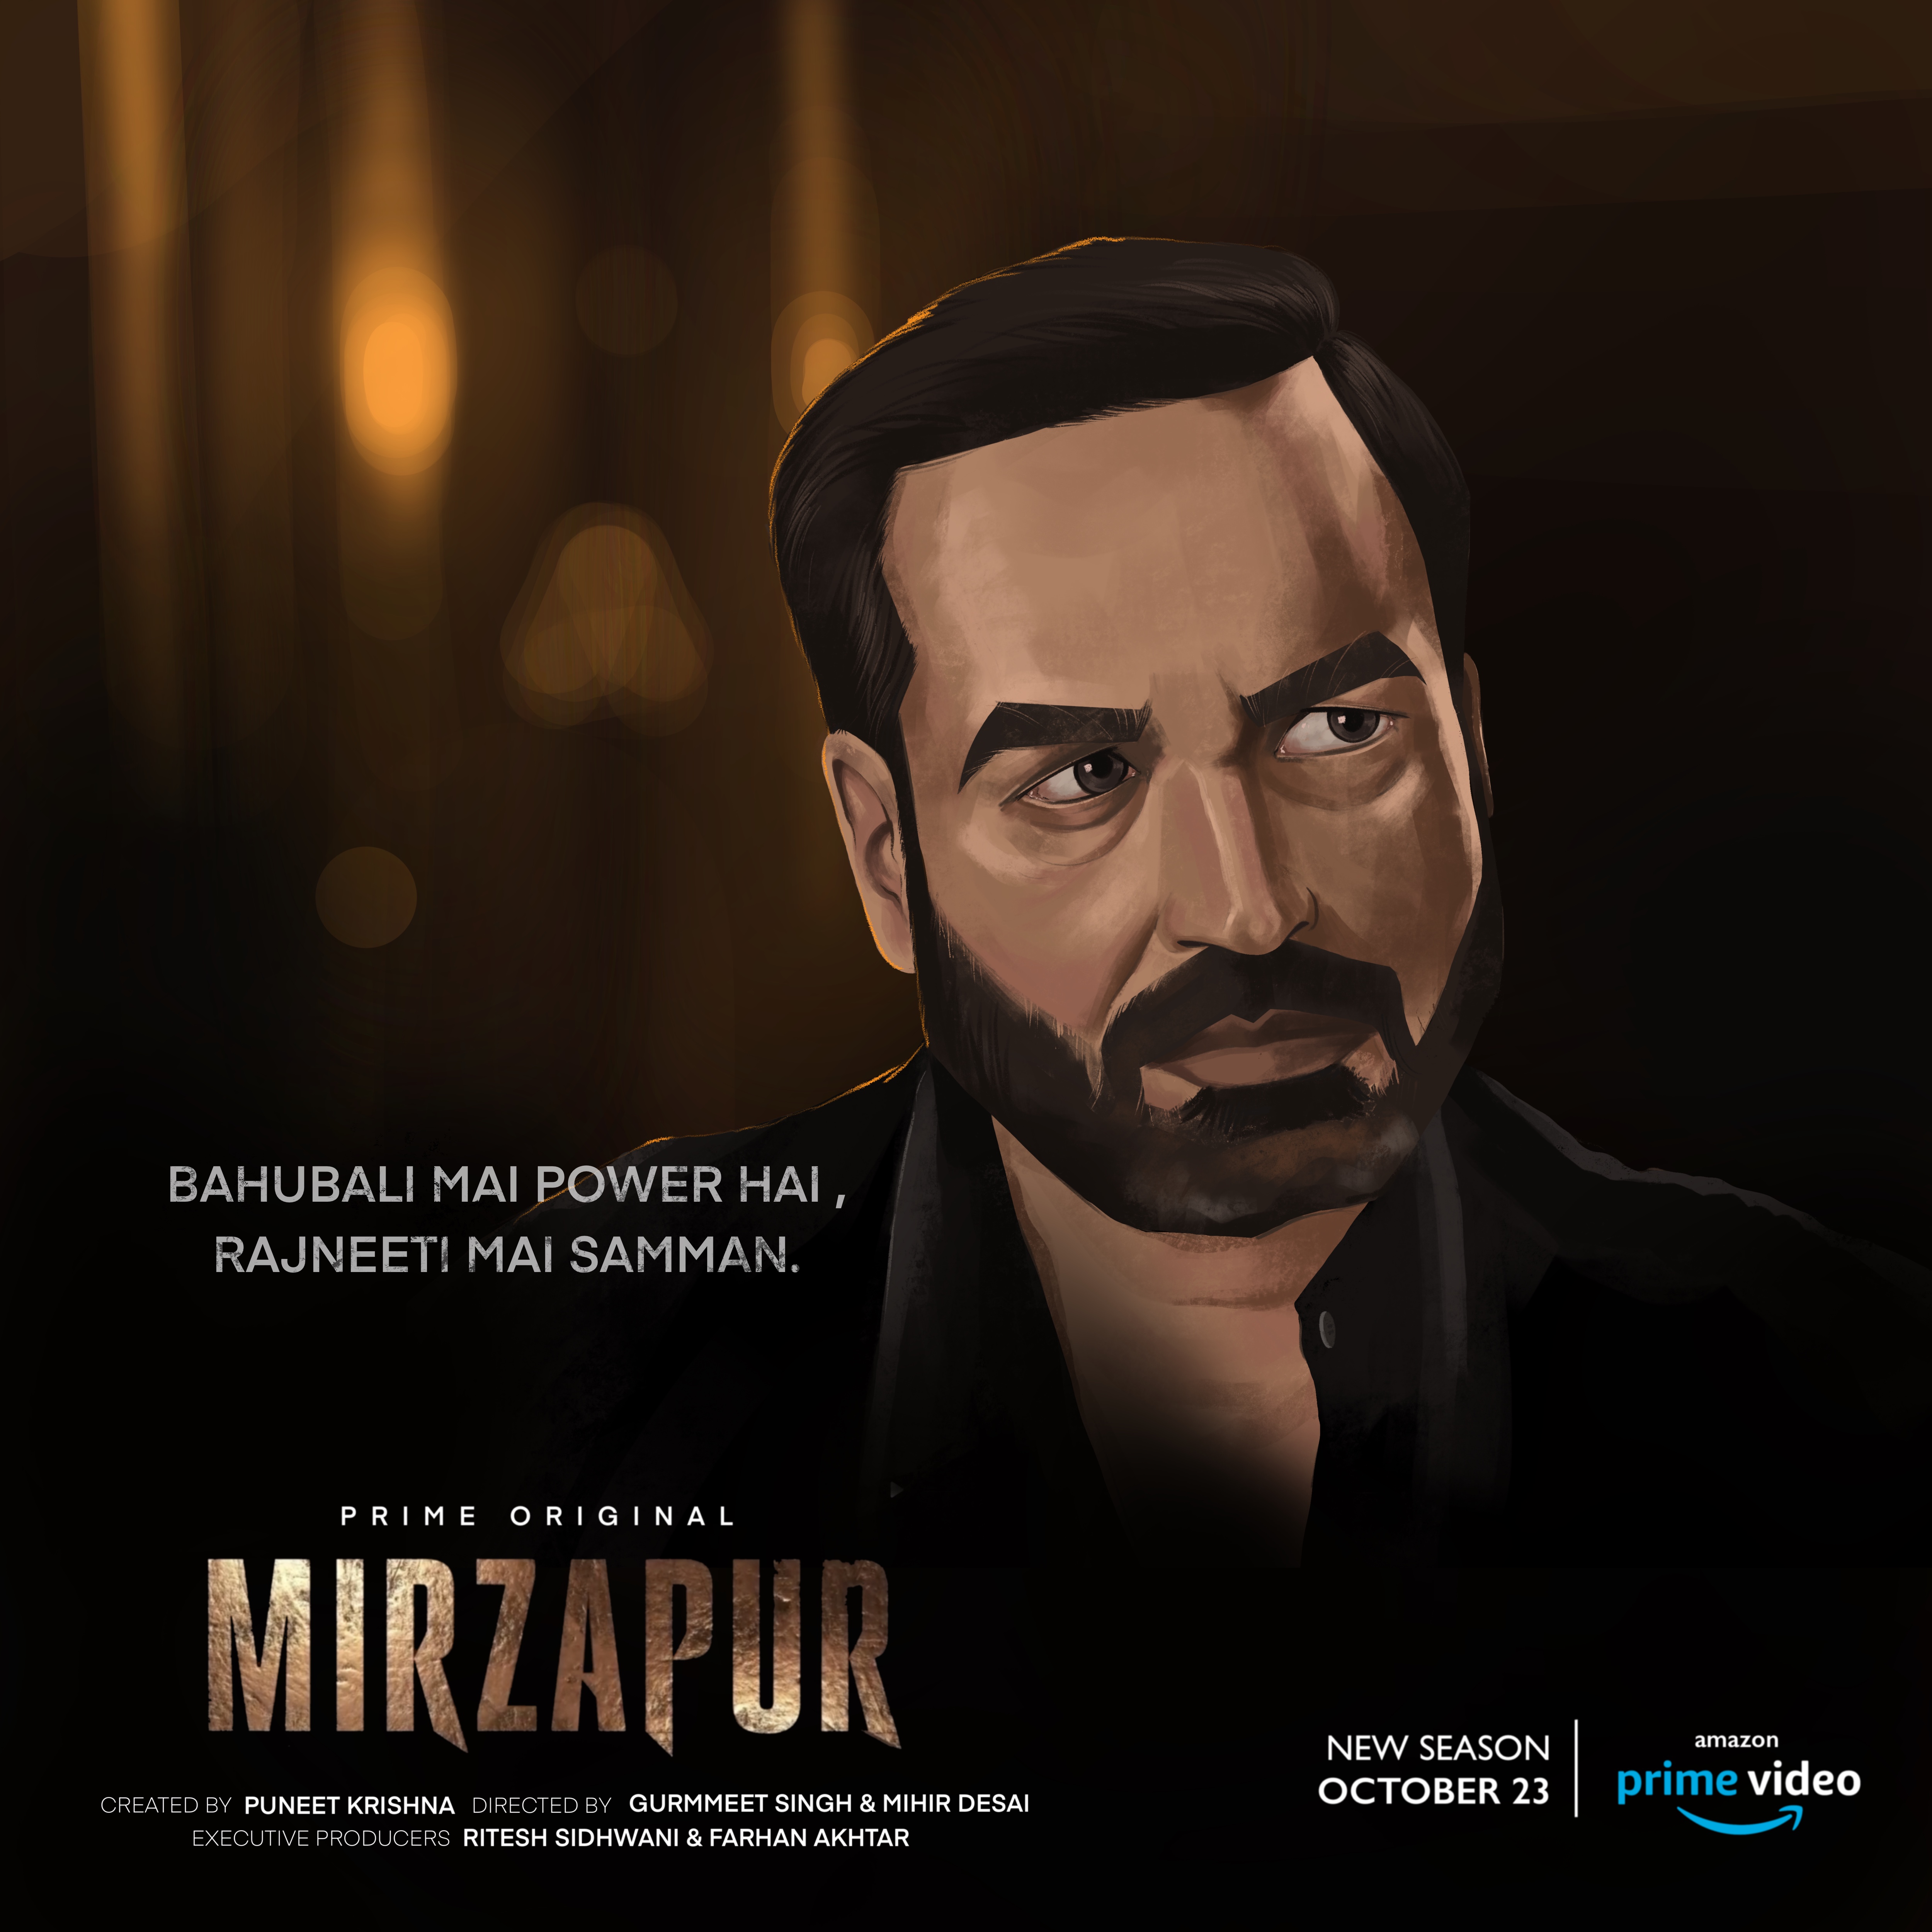 BAHUBALI MAI POWER HAI ,
RAJNEETI MAI SAMMAN.
PRIME ORIGINAL
MIRZAPUR
CREATED BY PUNEET KRISHNA DIRECTED BY GURMMEET SINGH & MIHIR DESAI
EXECUTIVE PRODUCERS RITESH SIDHWANI & FARHAN AKHTAR
NEW SEASON
OCTOBER 23
amazon
prime video